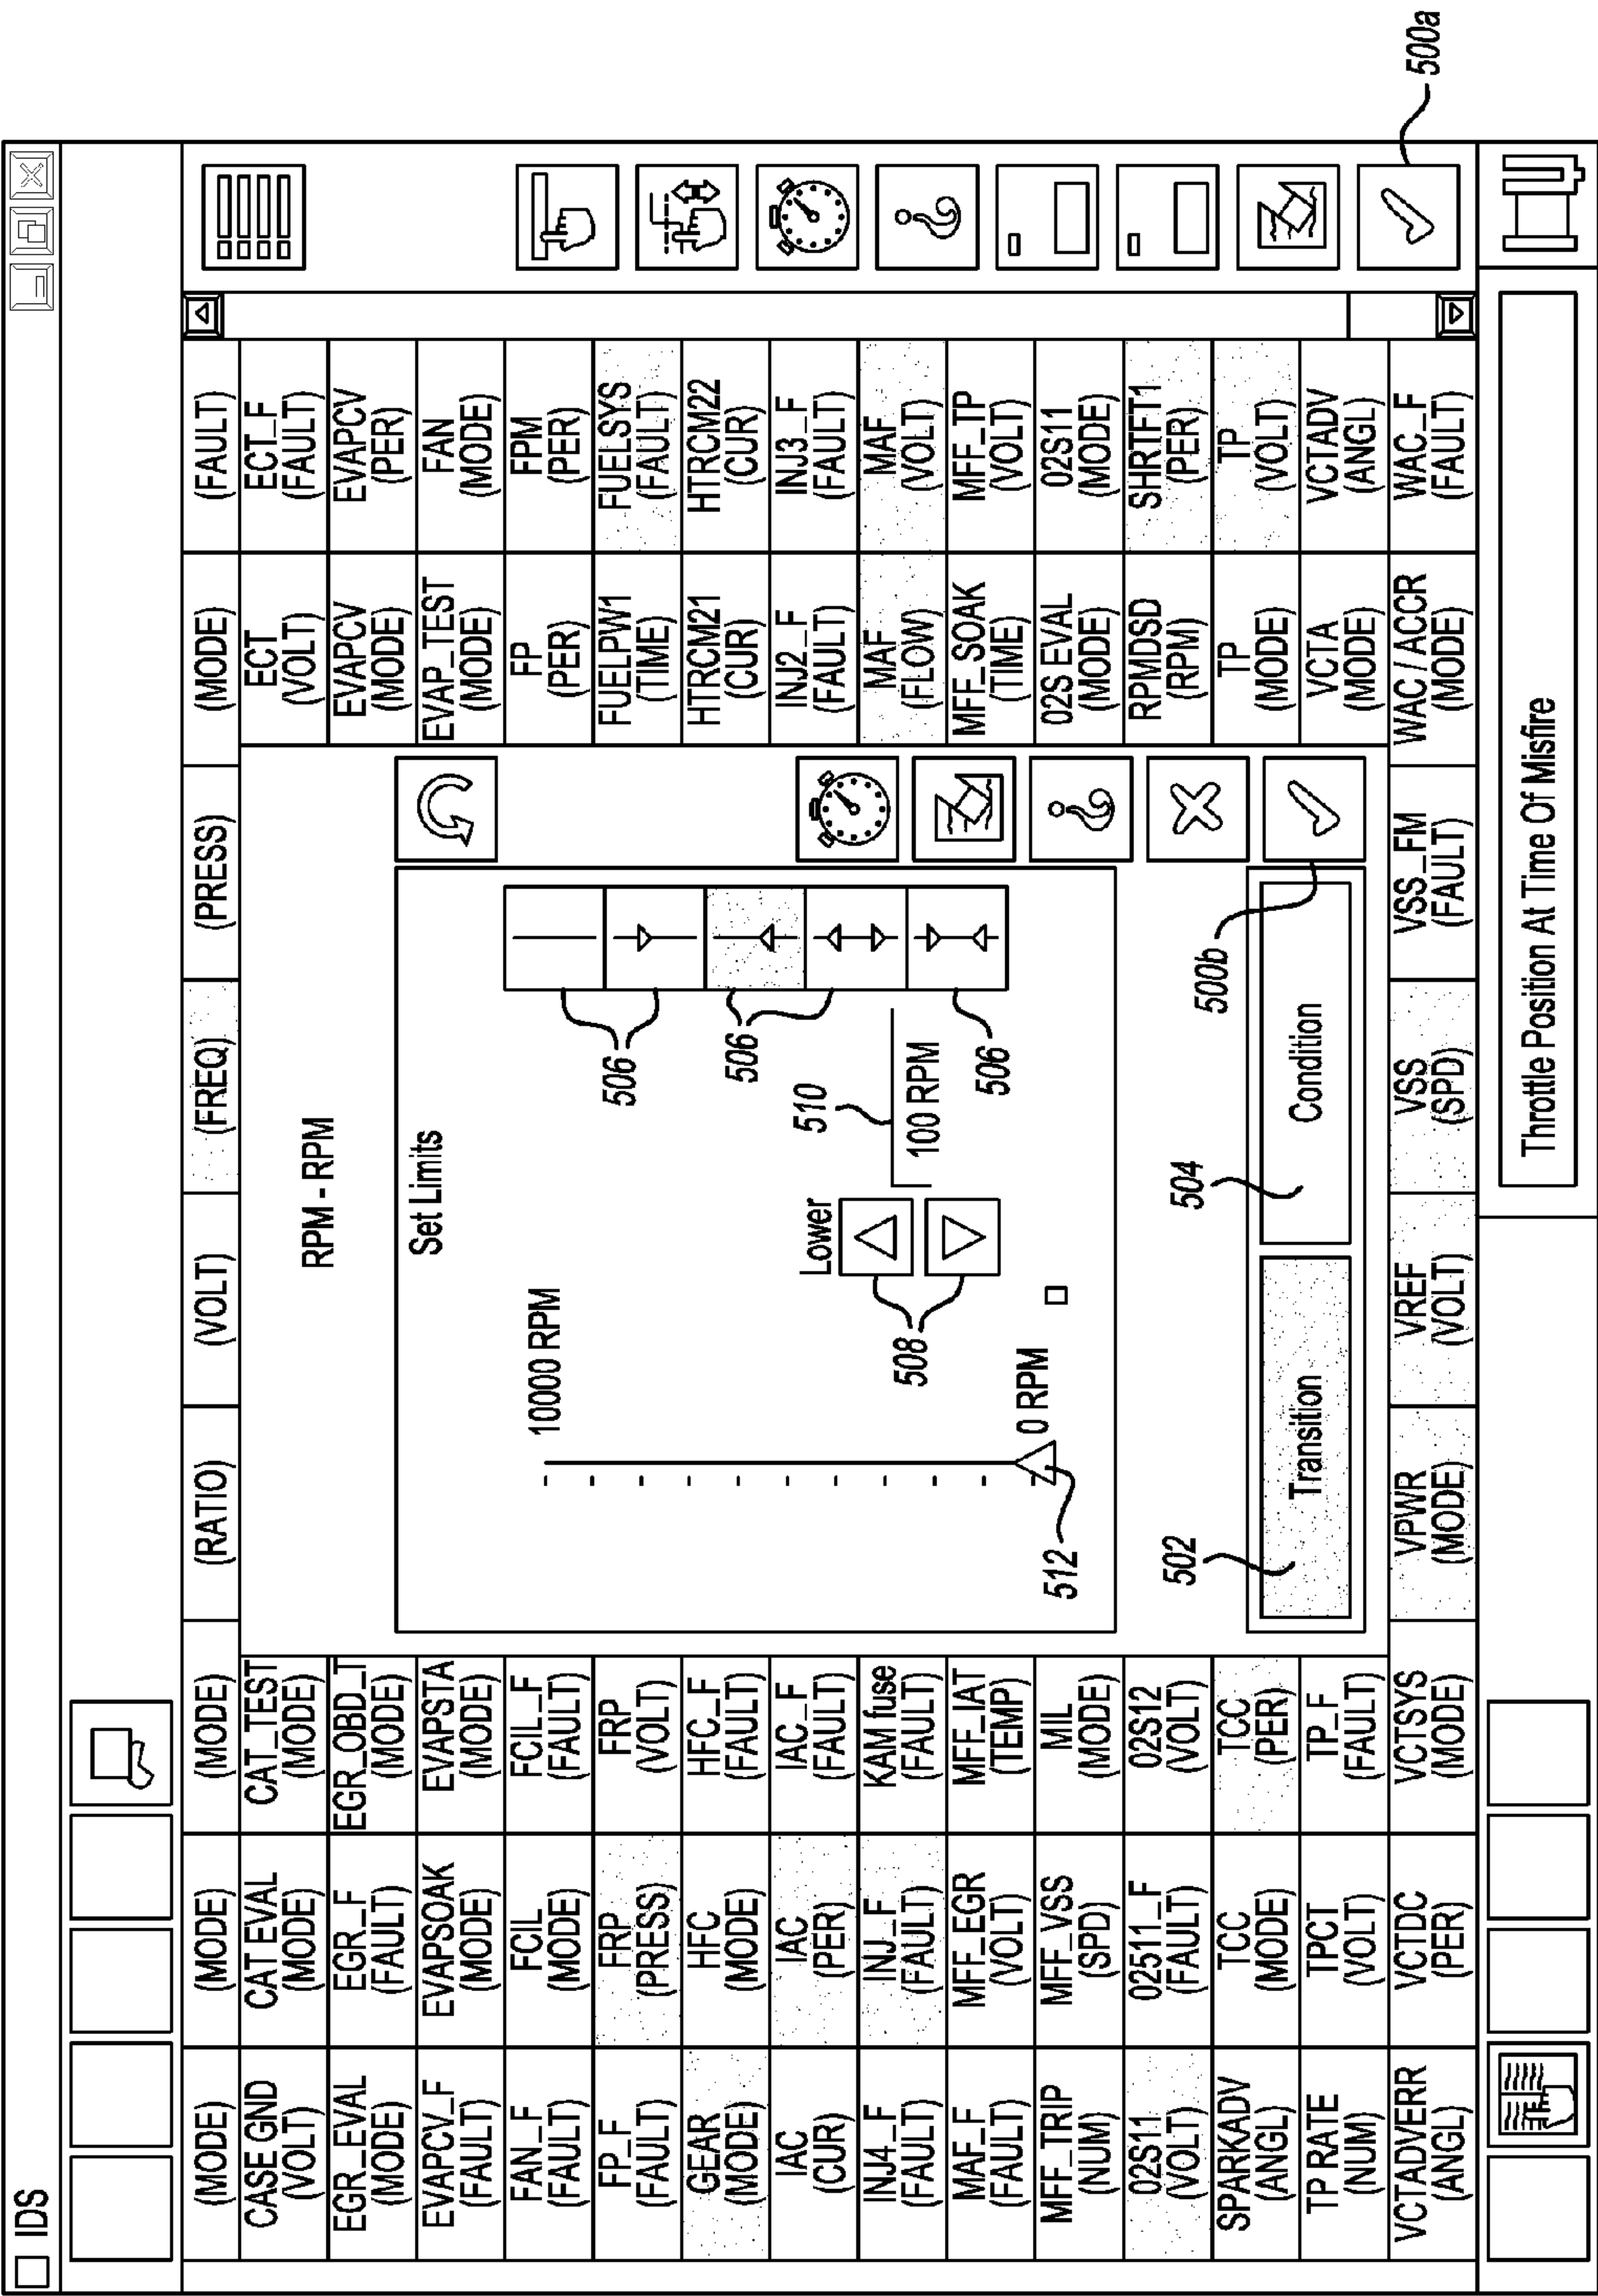 IDS
(MODE) (MODE) (MODE) (RATIO) (VOLT) (FREQ) (PRESS) (MODE) (FAULT)
CASE GND CAT EVAL CAT_TEST ECT ECT_F
(VOLT) (MODE) (MODE) (VOLT) (FAULT)
EGR_EVAL EGR_F EGR_OBD_T EVAPCV EVAPCV
(MODE) (FAULT) (MODE) (MODE) (PER)
EVAPCV_F EVAPSOAK EVAPSTA EVAP_TEST FAN
(FAULT) (MODE) (MODE) (MODE) (MODE)
FAN_F FCIL FCIL_F FP FPM
(FAULT) (MODE) (FAULT) (PER) (PER)
FP_F FRP FRP FUELPW1 FUELSYS
(FAULT) (PRESS) (VOLT) (TIME) (FAULT)
GEAR HFC HFC_F HTRCM21 HTRCM22
(MODE) (MODE) (FAULT) (CUR) (CUR)
IAC IAC IAC_F INJ2_F INJ3_F
(CUR) (PER) (FAULT) (FAULT) (FAULT)
INJ4_F INJ_F KAM fuse MAF MAF
(FAULT) (FAULT) (FAULT) (FLOW) (VOLT)
MAF_F MFF_EGR MFF_IAT MFF_SOAK MFF_TP
(FAULT) (VOLT) (TEMP) (TIME) (VOLT)
MFF_TRIP MFF_VSS MIL 02S EVAL 02S11
(NUM) (SPD) (MODE) (MODE) (MODE)
02S11 02511_F 02S12 RPMDSD SHRTFT1
(VOLT) (FAULT) (VOLT) (RPM) (PER)
SPARKADV TCC TCC TP TP
(ANGL) (MODE) (PER) (MODE) (VOLT)
TP RATE TPCT TP_F VCTA VCTADV
(NUM) (VOLT) (FAULT) (MODE) (ANGL)
VCTADVERR VCTDC VCTSYS VPWR VREF VSS VSS_FM WAC / ACCR WAC_F
(ANGL) (PER) (MODE) (MODE) (VOLT) (SPD) (FAULT) (MODE) (FAULT)
RPM - RPM
Set Limits
10000 RPM
506
Lower
510
506
508
100 RPM
0 RPM
506
512
502
504
500b
Transition
Condition
Throttle Position At Time Of Misfire
500a